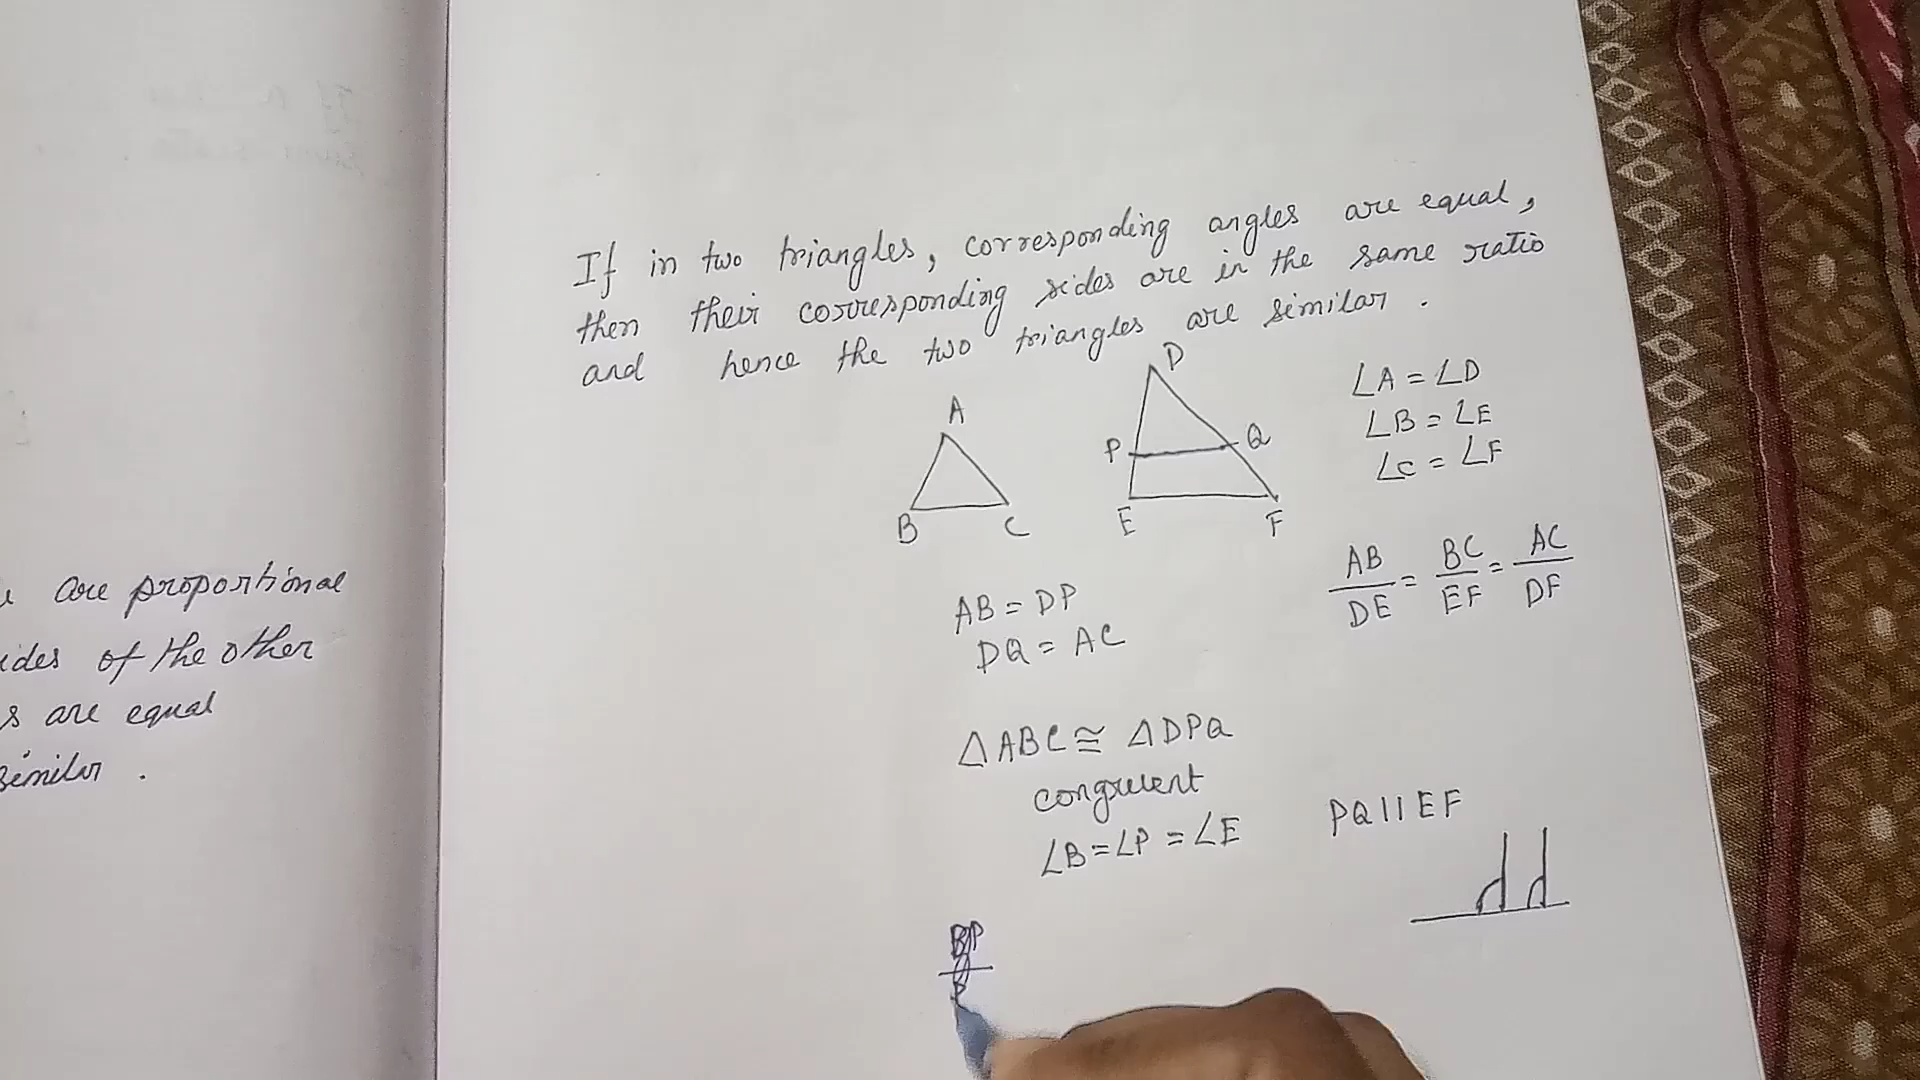 are proportional
of the other
s are equal
similar .
If in two triangles, corresponding angles are equal,
then their corresponding sides are in the same ratio
and hence the two triangles are similar .
A
B
C
D
P
Q
E
F
∠A = ∠D
∠B = ∠E
∠C = ∠F
AB/DE = BC/EF = AC/DF
AB = DP
DQ = AC
△ABC ≅ △DPQ
congruent
∠B = ∠P = ∠E
PQ || EF